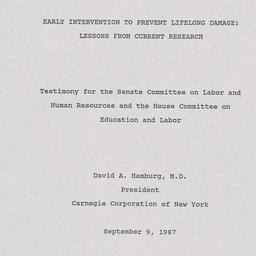 EARLY INTERVENTION TO PREVENT LIFELONG DAMAGE:
LESSONS FROM CURRENT RESEARCH
Testimony for the Senate Committee on Labor and
Human Resources and the House Committee on
Education and Labor
David A. Hamburg, M.D.
President
Carnegie Corporation of New York
September 9, 1987